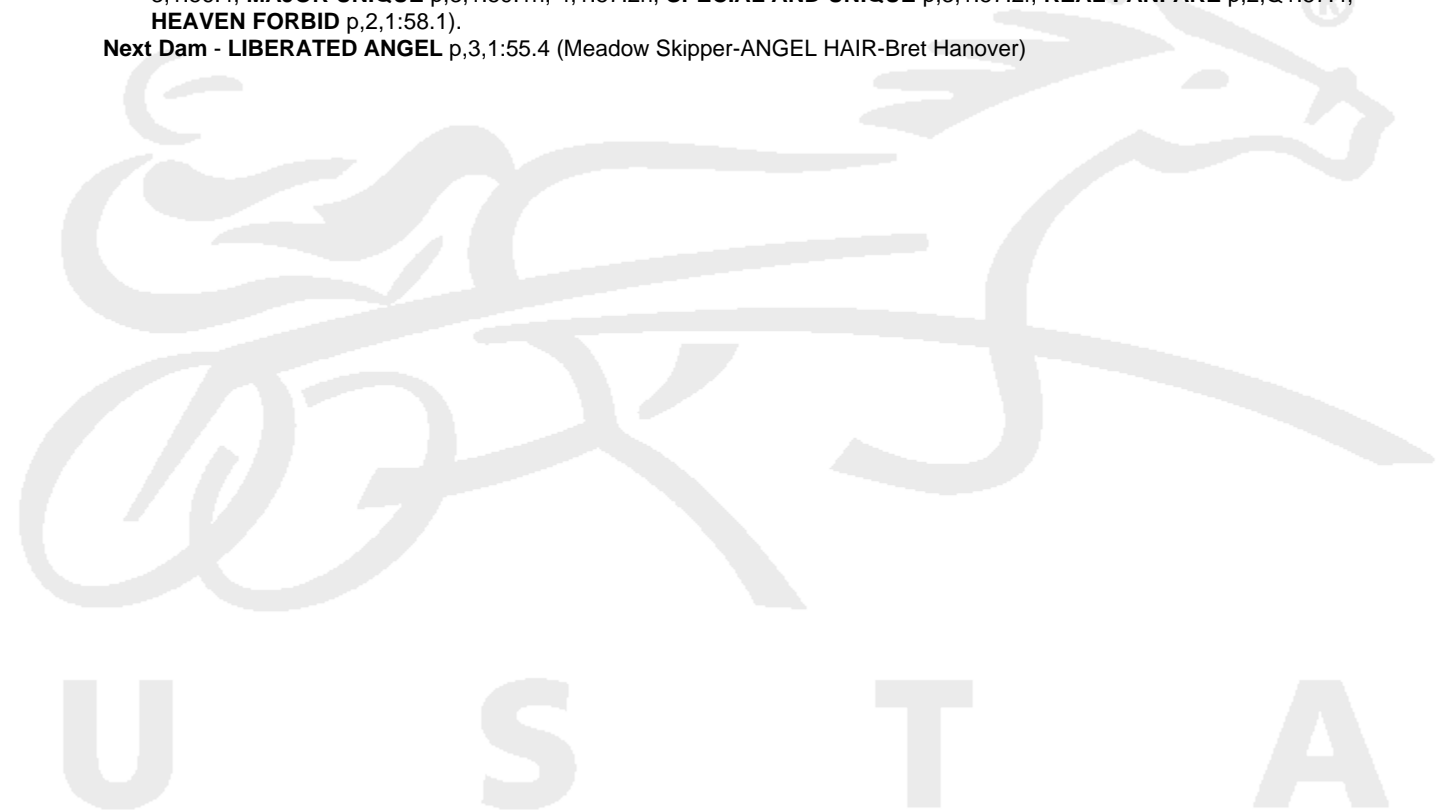 HEAVEN FORBID p,2,1:58.1).
Next Dam - LIBERATED ANGEL p,3,1:55.4 (Meadow Skipper-ANGEL HAIR-Bret Hanover)
®
U S T A